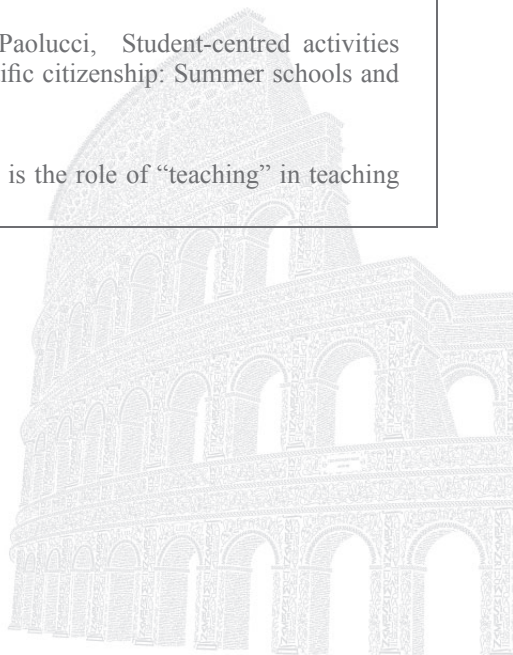 Paolucci, Student-centred activities
ific citizenship: Summer schools and
is the role of “teaching” in teaching